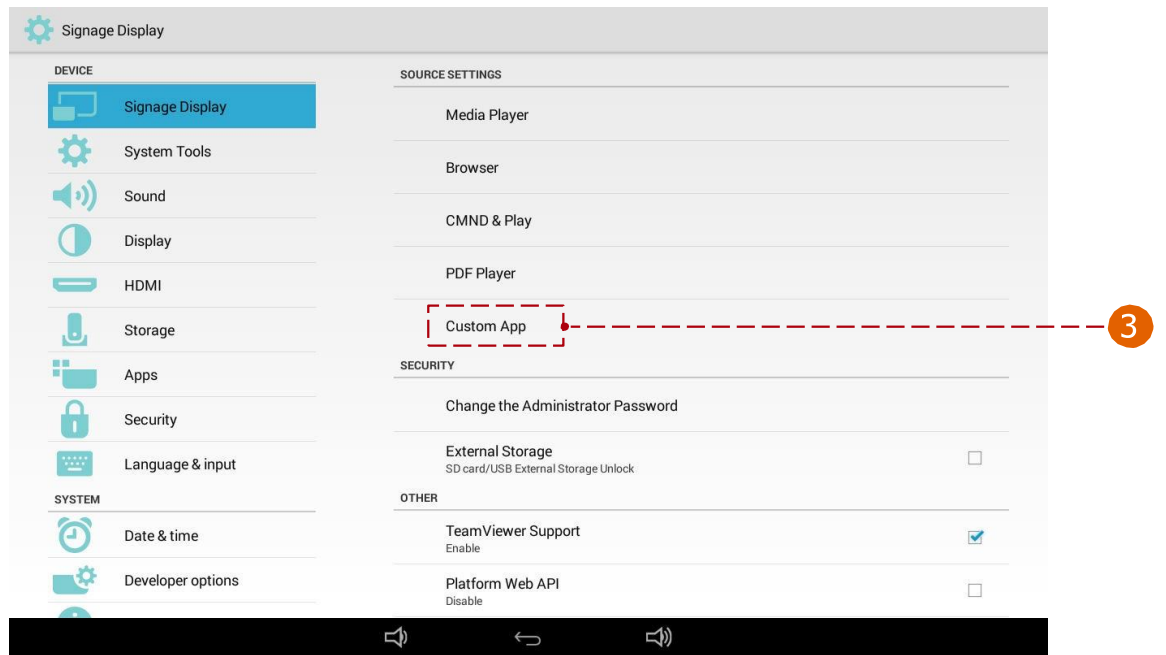 Signage Display
DEVICE
Signage Display
System Tools
Sound
Display
HDMI
Storage
Apps
Security
Language & input
SYSTEM
Date & time
Developer options
SOURCE SETTINGS
Media Player
Browser
CMND & Play
PDF Player
Custom App
3
SECURITY
Change the Administrator Password
External Storage
SD card/USB External Storage Unlock
OTHER
TeamViewer Support
Enable
Platform Web API
Disable